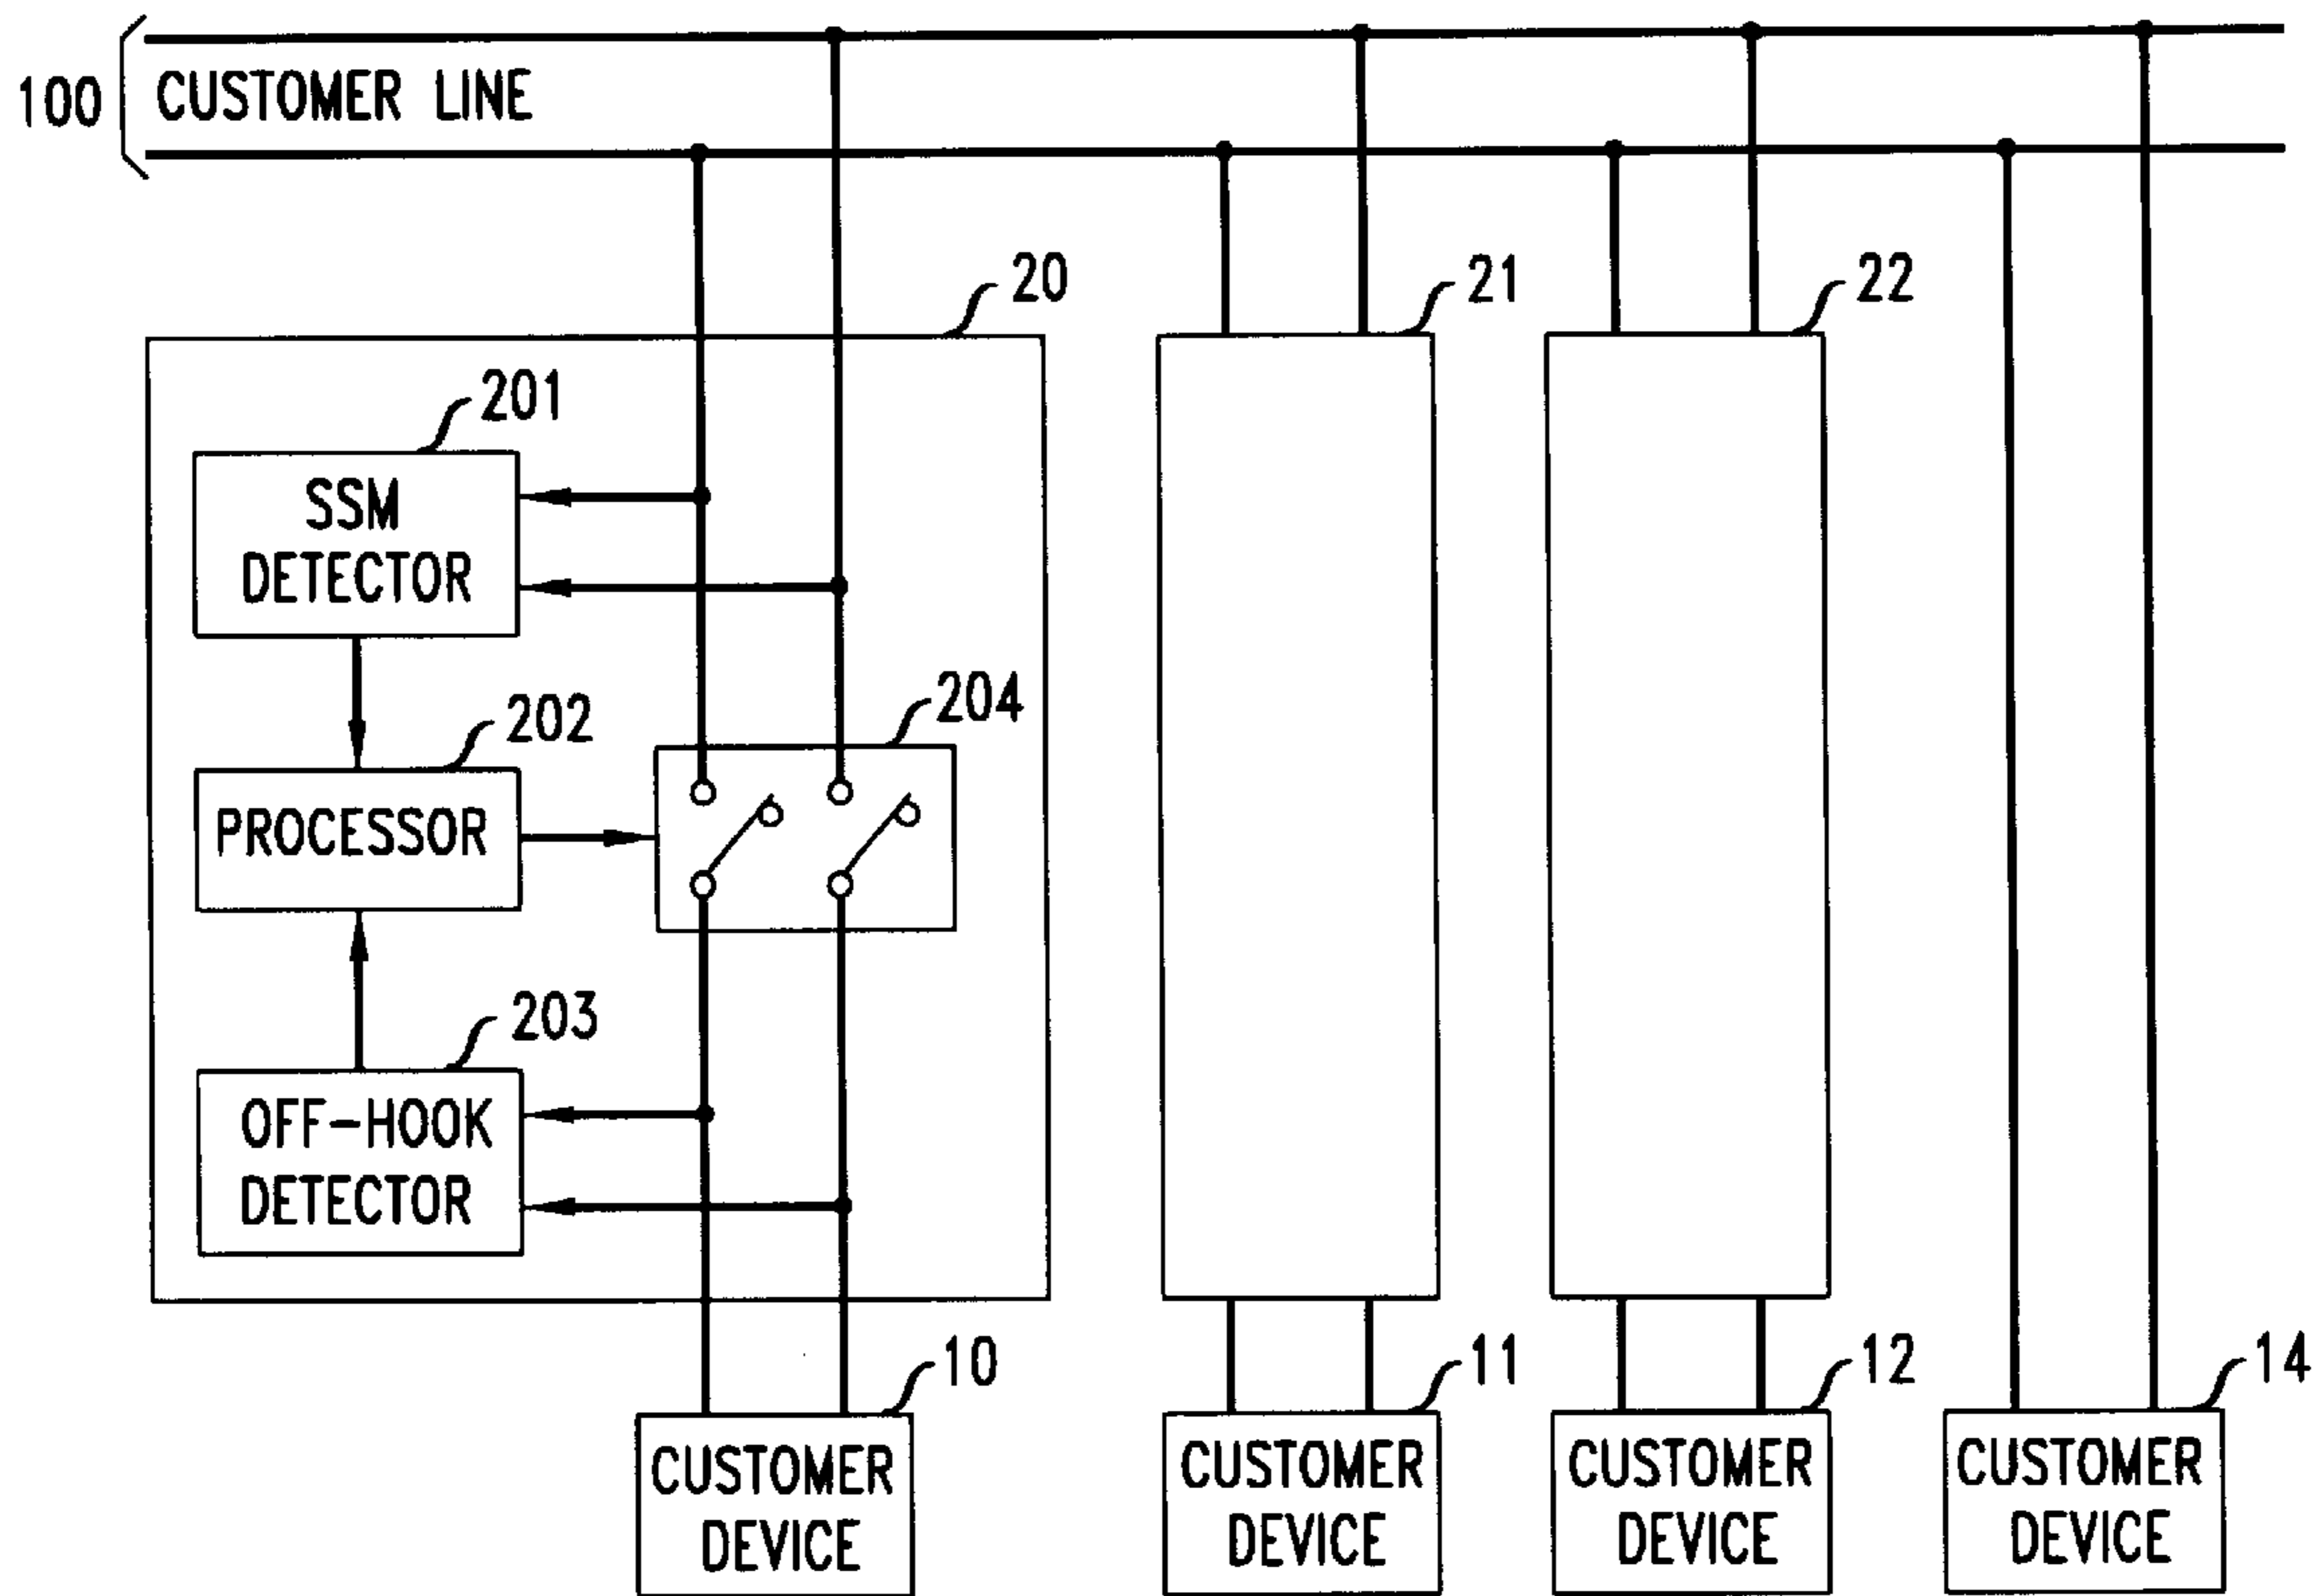 100 CUSTOMER LINE
20
21
22
201
SSM
DETECTOR
202
204
PROCESSOR
203
OFF-HOOK
DETECTOR
10
11
12
14
CUSTOMER
DEVICE
CUSTOMER
DEVICE
CUSTOMER
DEVICE
CUSTOMER
DEVICE